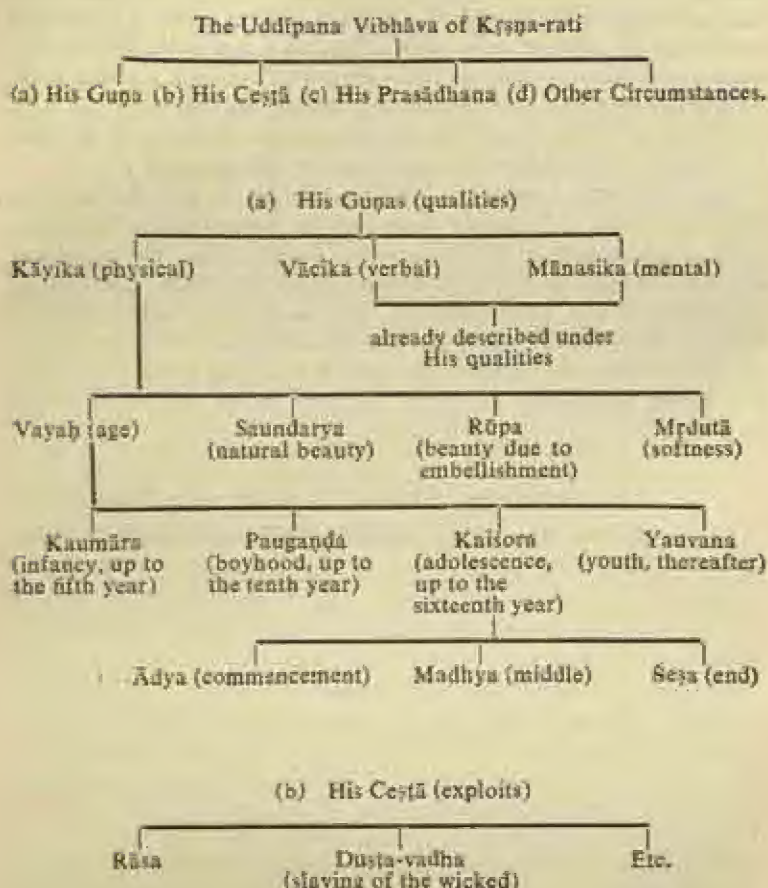 The Uddīpana Vibhāva of Kṛṣṇa-rati
(a) His Guṇa (b) His Ceṣṭā (c) His Prasādhana (d) Other Circumstances.
(a) His Guṇas (qualities)
Kāyika (physical) Vācika (verbal) Mānasika (mental)
already described under
His qualities
Vayaḥ (age) Saundarya Rūpa Mṛdutā
(natural beauty) (beauty due to (softness)
embellishment)
Kaumāra Pauganḍa Kaiśora Yauvana
(infancy, up to (boyhood, up to (adolescence, (youth, thereafter)
the fifth year) the tenth year) up to the
sixteenth year)
Ādya (commencement) Madhya (middle) Śeṣa (end)
(b) His Ceṣṭā (exploits)
Rāsa Duṣṭa-vadha Etc.
(slaying of the wicked)